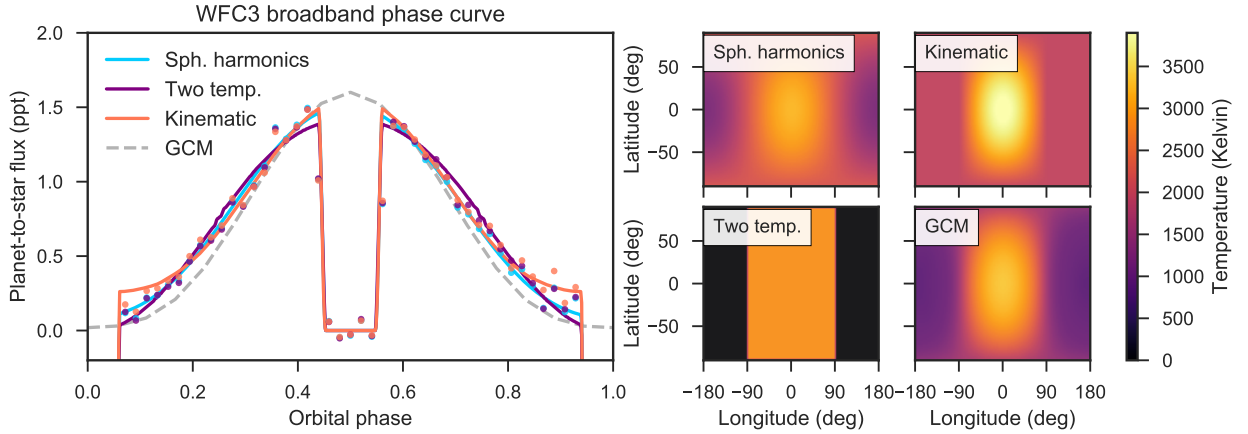 WFC3 broadband phase curve
2.0
1.5
1.0
0.5
0.0
Planet-to-star flux (ppt)
Sph. harmonics
Two temp.
Kinematic
GCM
0.0 0.2 0.4 0.6 0.8 1.0
Orbital phase
Sph. harmonics
Kinematic
50
0
−50
Latitude (deg)
Two temp.
GCM
50
0
−50
Latitude (deg)
−180 −90 0 90 180
Longitude (deg)
−180 −90 0 90 180
Longitude (deg)
3500
3000
2500
2000
1500
1000
500
0
Temperature (Kelvin)